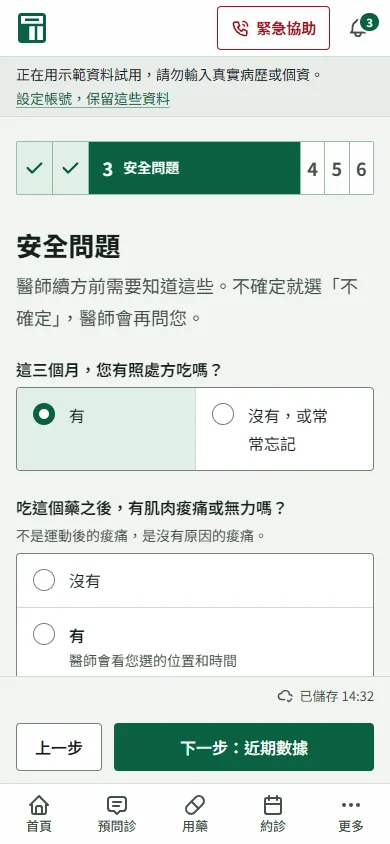 緊急協助
3
正在用示範資料試用，請勿輸入真實病歷或個資。
設定帳號，保留這些資料
3 安全問題 4 5 6
安全問題
醫師續方前需要知道這些。不確定就選「不
確定」，醫師會再問您。
這三個月，您有照處方吃嗎？
有
沒有，或常
常忘記
吃這個藥之後，有肌肉痠痛或無力嗎？
不是運動後的痠痛，是沒有原因的痠痛。
沒有
有
醫師會看您選的位置和時間
已儲存 14:32
上一步
下一步：近期數據
首頁 預問診 用藥 約診 更多